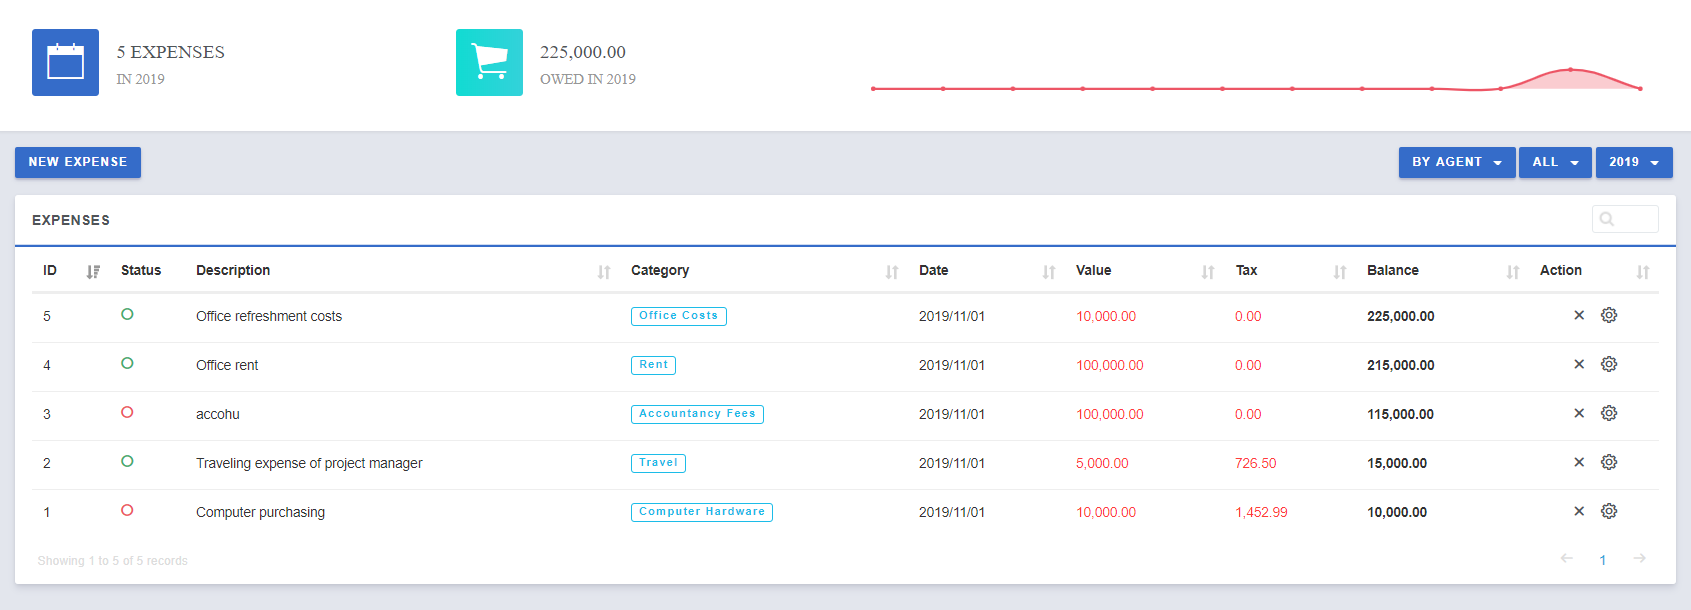 5 EXPENSES
IN 2019
225,000.00
OWED IN 2019
NEW EXPENSE
BY AGENT ALL 2019
EXPENSES
ID Status Description Category Date Value Tax Balance Action
5 Office refreshment costs Office Costs 2019/11/01 10,000.00 0.00 225,000.00
4 Office rent Rent 2019/11/01 100,000.00 0.00 215,000.00
3 accohu Accountancy Fees 2019/11/01 100,000.00 0.00 115,000.00
2 Traveling expense of project manager Travel 2019/11/01 5,000.00 726.50 15,000.00
1 Computer purchasing Computer Hardware 2019/11/01 10,000.00 1,452.99 10,000.00
Showing 1 to 5 of 5 records 1